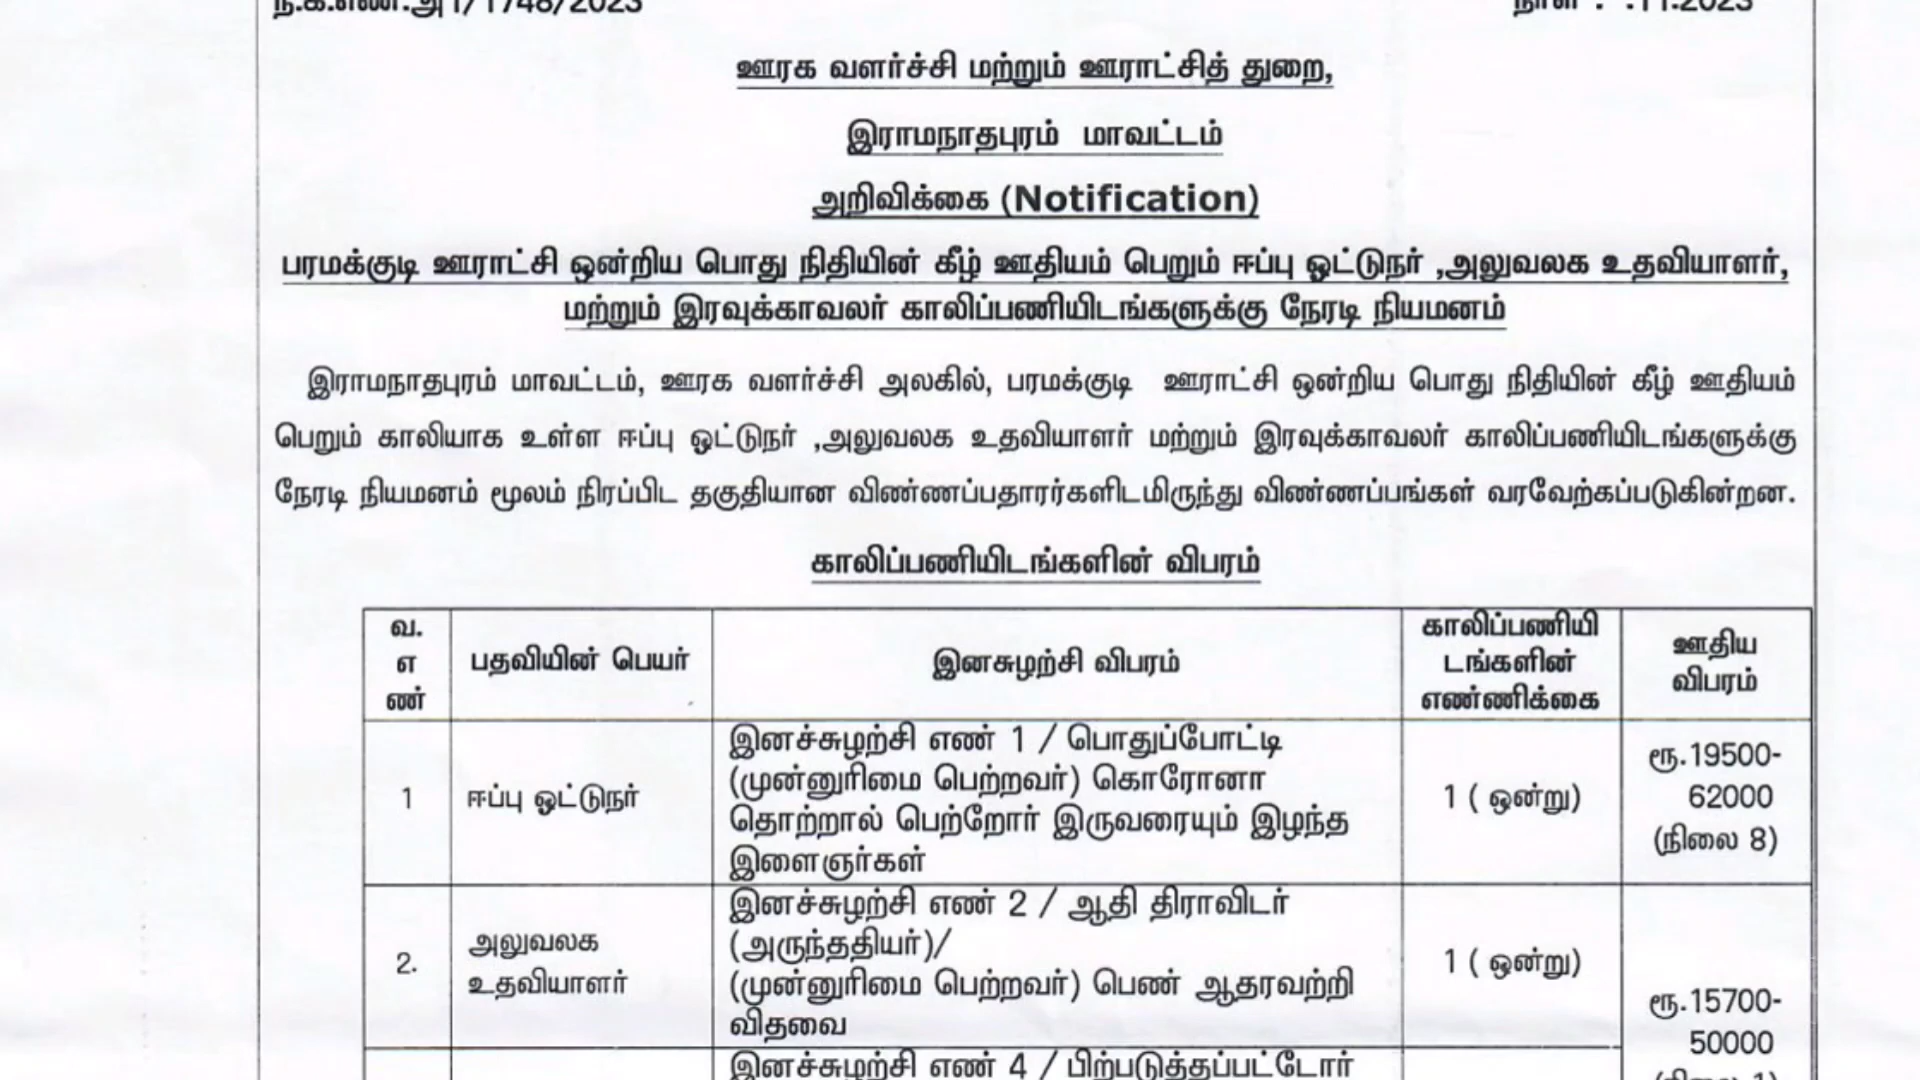 ந.க.எண்.அ1/1748/2023 நாள் : .11.2023
ஊரக வளர்ச்சி மற்றும் ஊராட்சித் துறை,
இராமநாதபுரம் மாவட்டம்
அறிவிக்கை (Notification)
பரமக்குடி ஊராட்சி ஒன்றிய பொது நிதியின் கீழ் ஊதியம் பெறும் ஈப்பு ஓட்டுநர் ,அலுவலக உதவியாளர்,
மற்றும் இரவுக்காவலர் காலிப்பணியிடங்களுக்கு நேரடி நியமனம்
இராமநாதபுரம் மாவட்டம், ஊரக வளர்ச்சி அலகில், பரமக்குடி ஊராட்சி ஒன்றிய பொது நிதியின் கீழ் ஊதியம்
பெறும் காலியாக உள்ள ஈப்பு ஓட்டுநர் ,அலுவலக உதவியாளர் மற்றும் இரவுக்காவலர் காலிப்பணியிடங்களுக்கு
நேரடி நியமனம் மூலம் நிரப்பிட தகுதியான விண்ணப்பதாரர்களிடமிருந்து விண்ணப்பங்கள் வரவேற்கப்படுகின்றன.
காலிப்பணியிடங்களின் விபரம்
வ.
எ
ண்
பதவியின் பெயர்
இனசுழற்சி விபரம்
காலிப்பணியி
டங்களின்
எண்ணிக்கை
ஊதிய
விபரம்
1
ஈப்பு ஓட்டுநர்
இனச்சுழற்சி எண் 1 / பொதுப்போட்டி
(முன்னுரிமை பெற்றவர்) கொரோனா
தொற்றால் பெற்றோர் இருவரையும் இழந்த
இளைஞர்கள்
1 ( ஒன்று)
ரூ.19500-
62000
(நிலை 8)
2.
அலுவலக
உதவியாளர்
இனச்சுழற்சி எண் 2 / ஆதி திராவிடர்
(அருந்ததியர்)/
(முன்னுரிமை பெற்றவர்) பெண் ஆதரவற்றி
விதவை
1 ( ஒன்று)
ரூ.15700-
50000
(நிலை 1)
இனச்சுழற்சி எண் 4 / பிற்படுத்தப்பட்டோர்